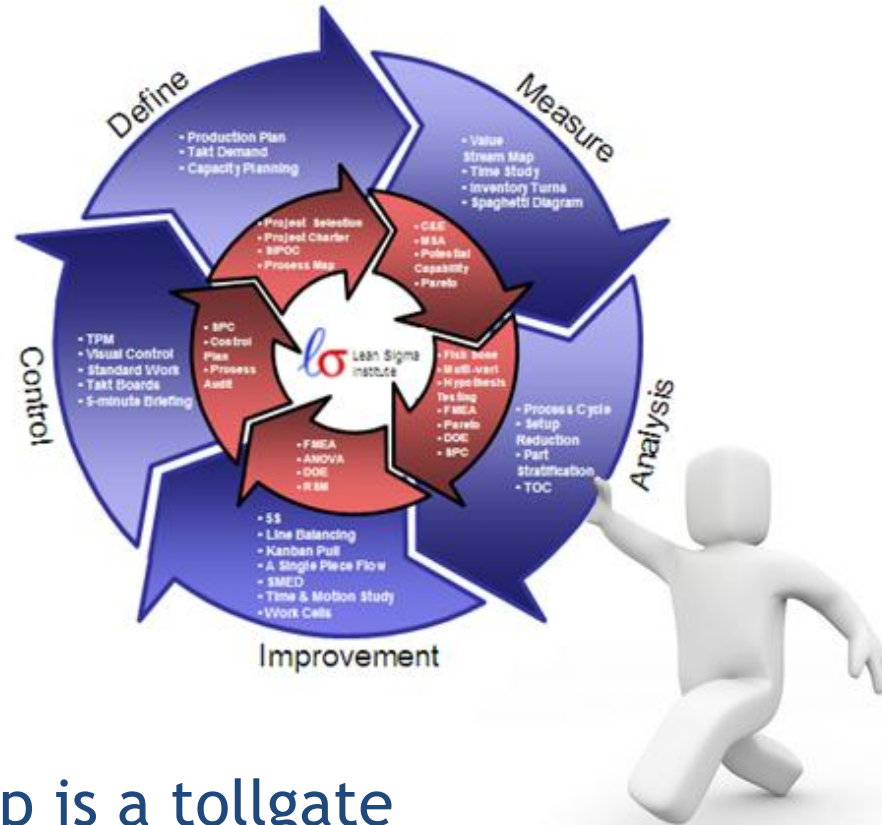 Define
• Production Plan
• Takt Demand
• Capacity Planning
Measure
• Value
Stream Map
• Time Study
• Inventory Turns
• Spaghetti Diagram
• Project Selection
• Project Charter
• SIPOC
• Process Map
• C&E
• MSA
• Potential
Capability
• Pareto
Control
• TPM
• Visual Control
• Standard Work
• Takt Boards
• 5-minute Briefing
• SPC
• Control
Plan
• Process
Audit
ℓσ Lean Sigma
Institute
• Fish Bone
• Multi-vari
• Hypothesis
Testing
• FMEA
• Pareto
• DOE
• SPC
Analysis
• Process Cycle
• Setup
Reduction
• Part
Stratification
• TOC
• FMEA
• ANOVA
• DOE
• RSM
• 5S
• Line Balancing
• Kanban Pull
• A Single Piece Flow
• SMED
• Time & Motion Study
• Work Cells
Improvement
p is a tollgate